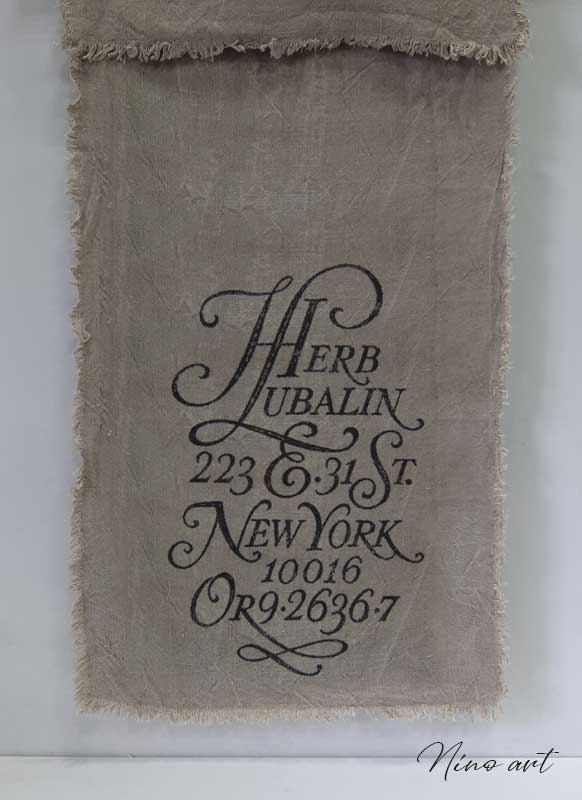 HERB
LUBALIN
223 E.31 ST.
NEW YORK
10016
OR9·2636·7
Nino art